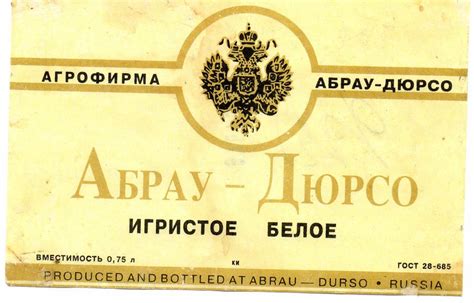 АГРОФИРМА АБРАУ-ДЮРСО
АБРАУ – ДЮРСО
ИГРИСТОЕ БЕЛОЕ
ВМЕСТИМОСТЬ 0,75 л КИ ГОСТ 28-685
PRODUCED AND BOTTLED AT ABRAU — DURSO • RUSSIA